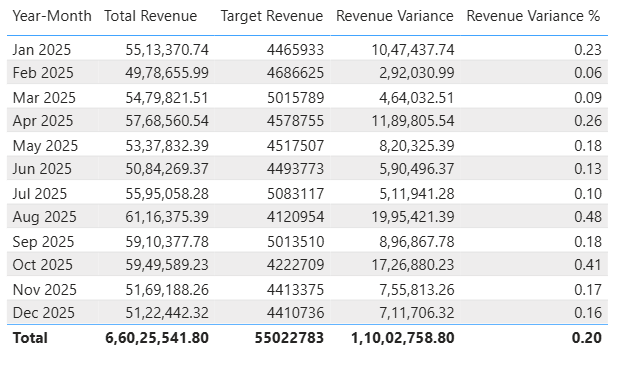 Year-Month Total Revenue Target Revenue Revenue Variance Revenue Variance %
Jan 2025 55,13,370.74 4465933 10,47,437.74 0.23
Feb 2025 49,78,655.99 4686625 2,92,030.99 0.06
Mar 2025 54,79,821.51 5015789 4,64,032.51 0.09
Apr 2025 57,68,560.54 4578755 11,89,805.54 0.26
May 2025 53,37,832.39 4517507 8,20,325.39 0.18
Jun 2025 50,84,269.37 4493773 5,90,496.37 0.13
Jul 2025 55,95,058.28 5083117 5,11,941.28 0.10
Aug 2025 61,16,375.39 4120954 19,95,421.39 0.48
Sep 2025 59,10,377.78 5013510 8,96,867.78 0.18
Oct 2025 59,49,589.23 4222709 17,26,880.23 0.41
Nov 2025 51,69,188.26 4413375 7,55,813.26 0.17
Dec 2025 51,22,442.32 4410736 7,11,706.32 0.16
Total 6,60,25,541.80 55022783 1,10,02,758.80 0.20